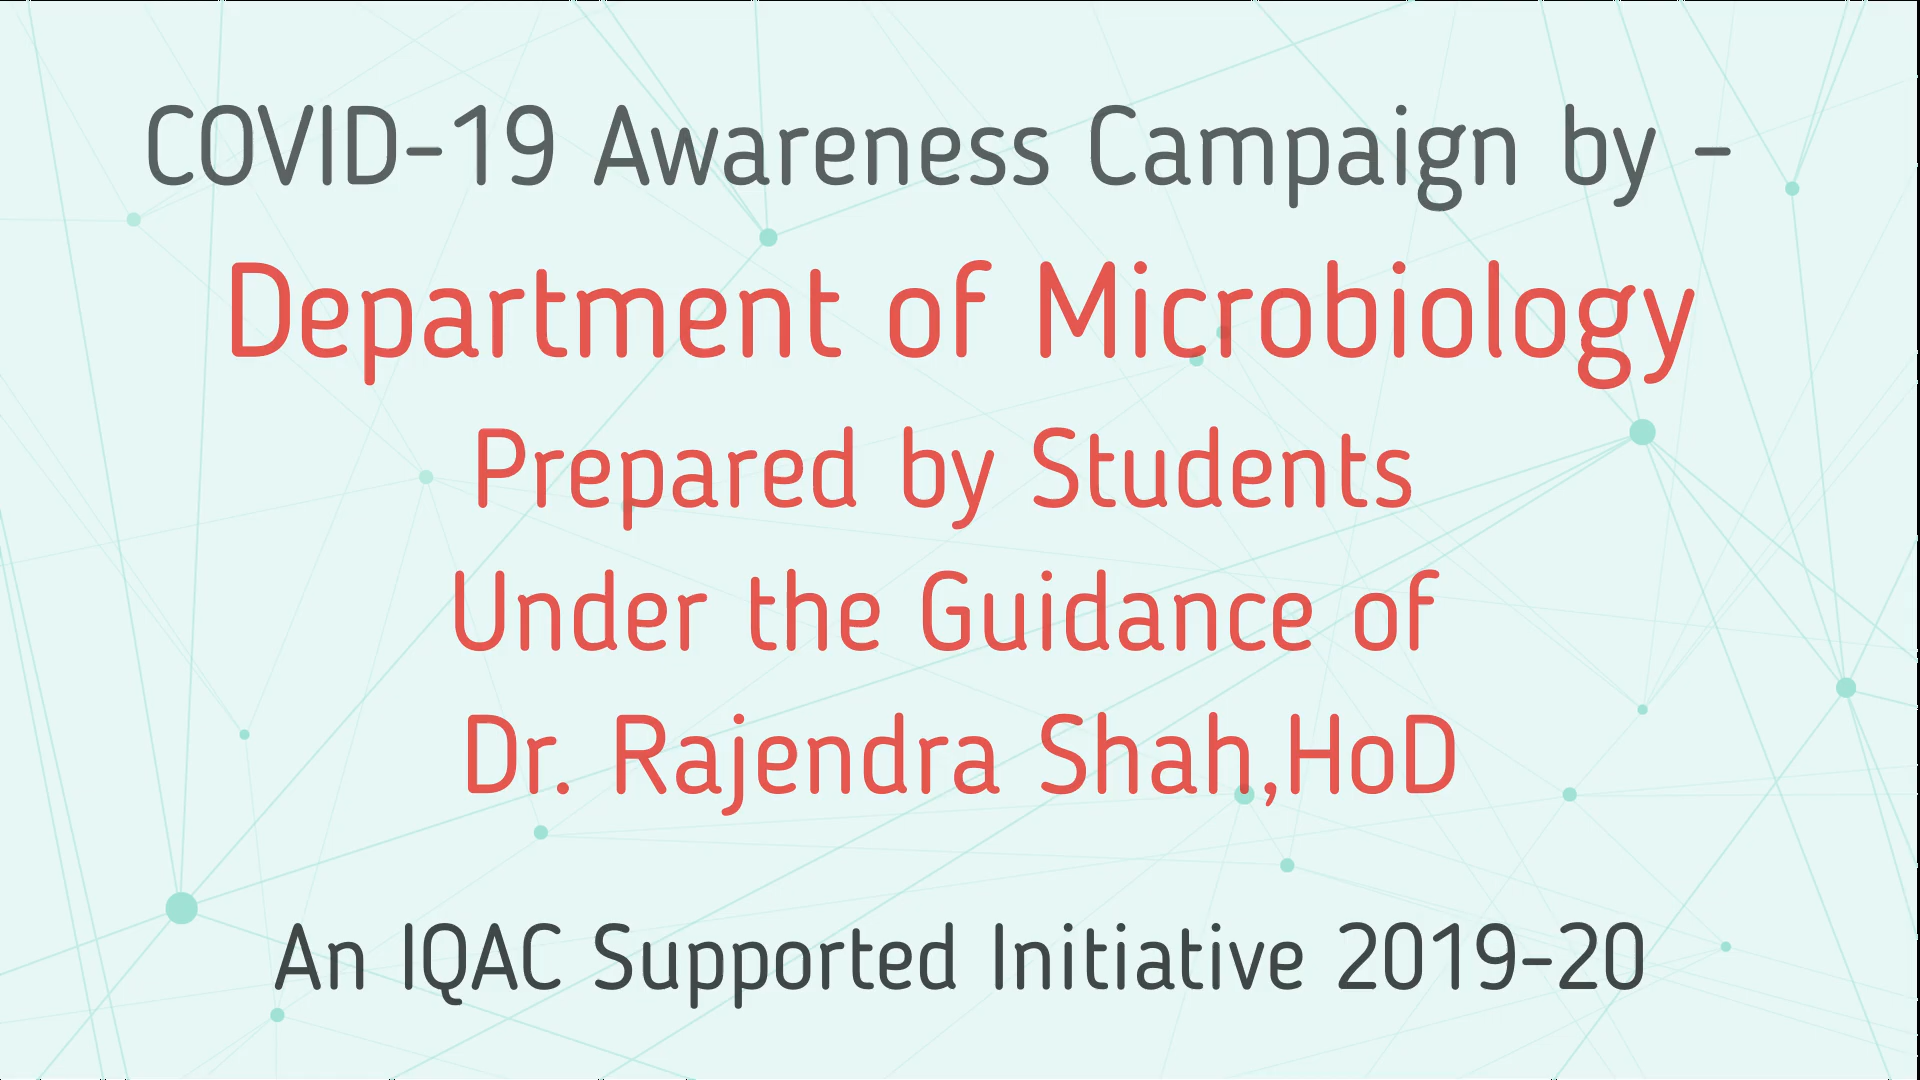 COVID-19 Awareness Campaign by -
Department of Microbiology
Prepared by Students
Under the Guidance of
Dr. Rajendra Shah,HoD
An IQAC Supported Initiative 2019-20